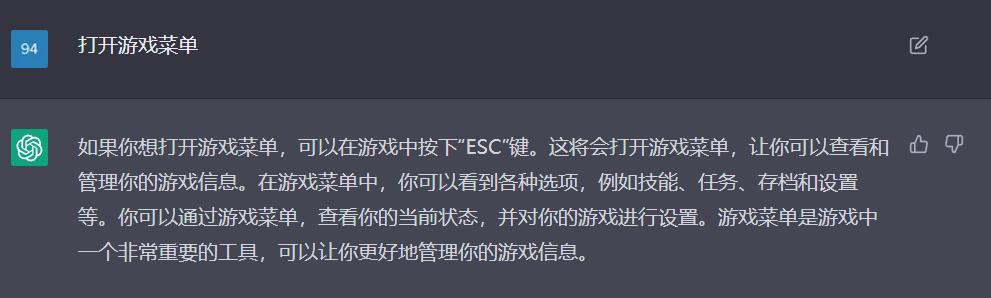 94
打开游戏菜单
如果你想打开游戏菜单，可以在游戏中按下“ESC”键。这将会打开游戏菜单，让你可以查看和
管理你的游戏信息。在游戏菜单中，你可以看到各种选项，例如技能、任务、存档和设置
等。你可以通过游戏菜单，查看你的当前状态，并对你的游戏进行设置。游戏菜单是游戏中
一个非常重要的工具，可以让你更好地管理你的游戏信息。